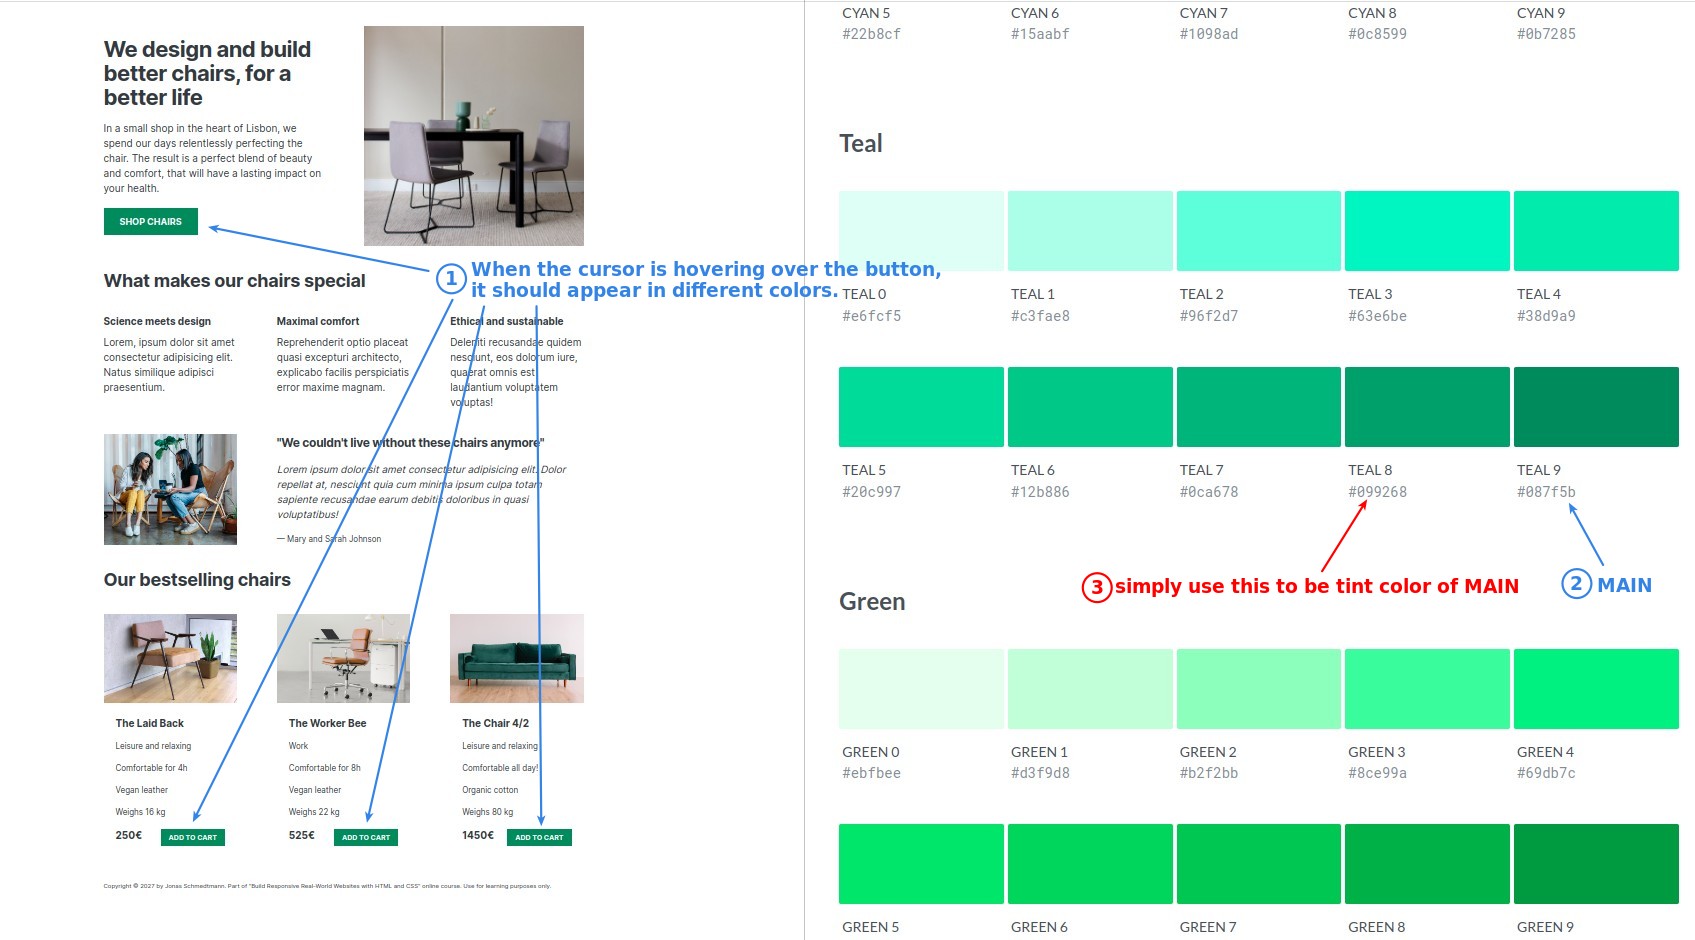 We design and build
better chairs, for a
better life
In a small shop in the heart of Lisbon, we
spend our days relentlessly perfecting the
chair. The result is a perfect blend of beauty
and comfort, that will have a lasting impact on
your health.
SHOP CHAIRS
① When the cursor is hovering over the button,
it should appear in different colors.
What makes our chairs special
Science meets design
Lorem, ipsum dolor sit amet
consectetur adipisicing elit.
Natus similique adipisci
praesentium.
Maximal comfort
Reprehenderit optio placeat
quasi excepturi architecto,
explicabo facilis perspiciatis
error maxime magnam.
Ethical and sustainable
Deleniti recusandae quidem
nesciunt, eos dolorum iure,
quaerat omnis est
laudantium voluptatem
voluptas!
"We couldn't live without these chairs anymore"
Lorem ipsum dolor sit amet consectetur adipisicing elit. Dolor
repellat at, nesciunt quia cum minima ipsum culpa totam
sapiente recusandae earum debitis doloribus in quasi
voluptatibus!
— Mary and Sarah Johnson
Our bestselling chairs
The Laid Back
Leisure and relaxing
Comfortable for 4h
Vegan leather
Weighs 16 kg
250€ ADD TO CART
The Worker Bee
Work
Comfortable for 8h
Vegan leather
Weighs 22 kg
525€ ADD TO CART
The Chair 4/2
Leisure and relaxing
Comfortable all day!
Organic cotton
Weighs 80 kg
1450€ ADD TO CART
Copyright © 2027 by Jonas Schmedtmann. Part of "Build Responsive Real-World Websites with HTML and CSS" online course. Use for learning purposes only.
CYAN 5 CYAN 6 CYAN 7 CYAN 8 CYAN 9
#22b8cf #15aabf #1098ad #0c8599 #0b7285
Teal
TEAL 0 TEAL 1 TEAL 2 TEAL 3 TEAL 4
#e6fcf5 #c3fae8 #96f2d7 #63e6be #38d9a9
TEAL 5 TEAL 6 TEAL 7 TEAL 8 TEAL 9
#20c997 #12b886 #0ca678 #099268 #087f5b
③ simply use this to be tint color of MAIN
② MAIN
Green
GREEN 0 GREEN 1 GREEN 2 GREEN 3 GREEN 4
#ebfbee #d3f9d8 #b2f2bb #8ce99a #69db7c
GREEN 5 GREEN 6 GREEN 7 GREEN 8 GREEN 9